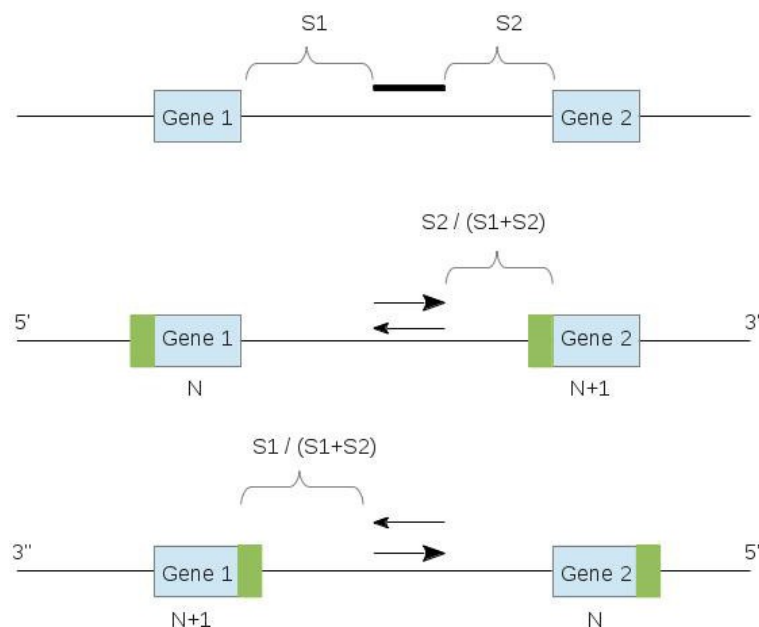 S1 S2
Gene 1 Gene 2
S2 / (S1+S2)
5' 3'
Gene 1 Gene 2
N N+1
S1 / (S1+S2)
3" 5'
Gene 1 Gene 2
N+1 N